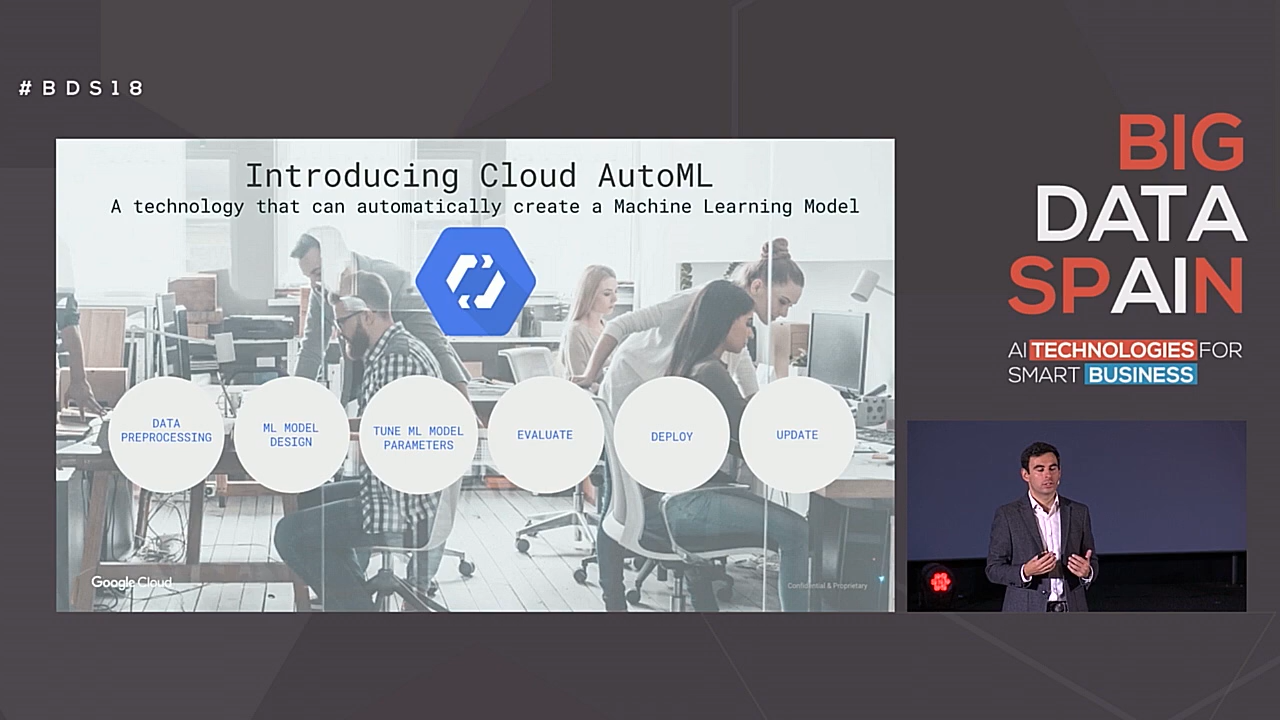 #BDS18
Introducing Cloud AutoML
A technology that can automatically create a Machine Learning Model
DATA
PREPROCESSING
ML MODEL
DESIGN
TUNE ML MODEL
PARAMETERS
EVALUATE
DEPLOY
UPDATE
Google Cloud
Confidential & Proprietary
BIG
DATA
SPAIN
AI TECHNOLOGIES FOR
SMART BUSINESS